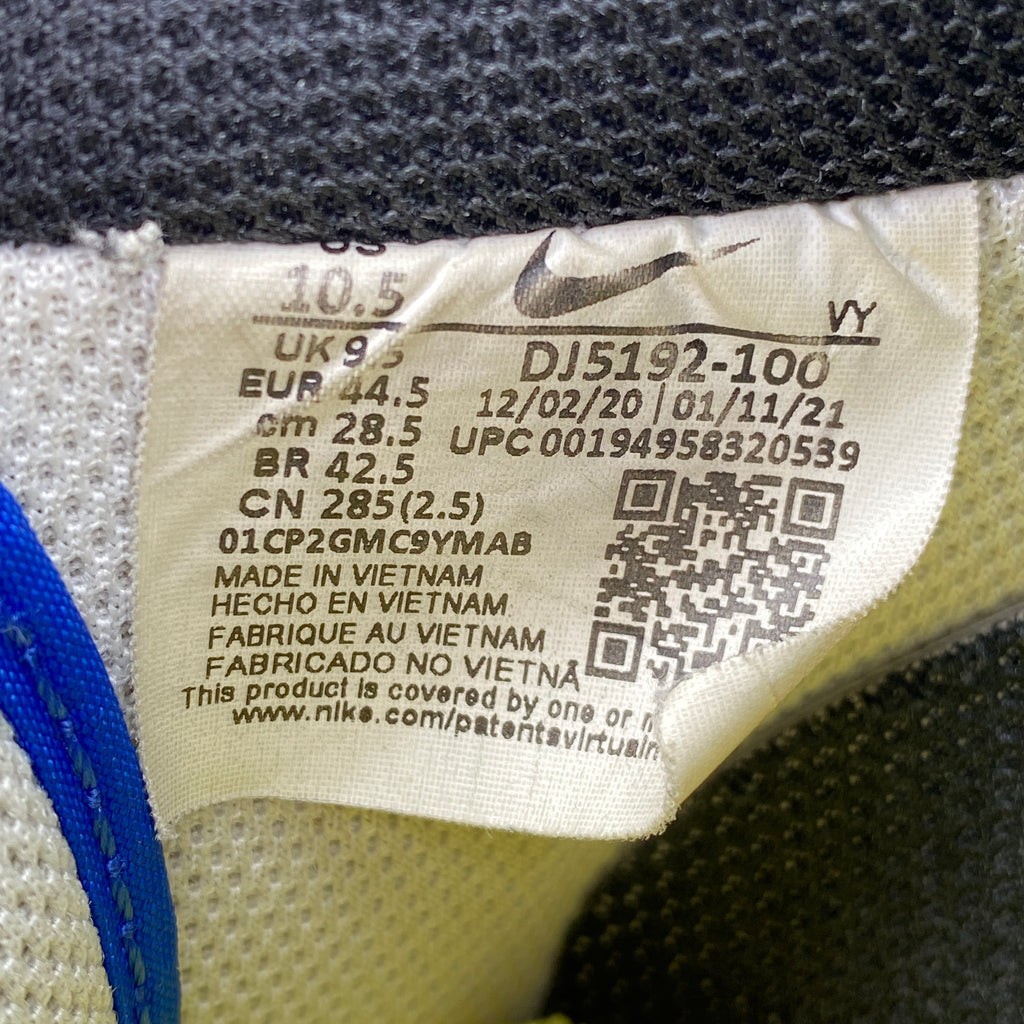 US
10.5
VY
UK 9.5
EUR 44.5
cm 28.5
BR 42.5
CN 285(2.5)
DJ5192-100
12/02/20 | 01/11/21
UPC 00194958320539
01CP2GMC9YMAB
MADE IN VIETNAM
HECHO EN VIETNAM
FABRIQUE AU VIETNAM
FABRICADO NO VIETNÃ
This product is covered by one or
www.nike.com/patentsvirtualm